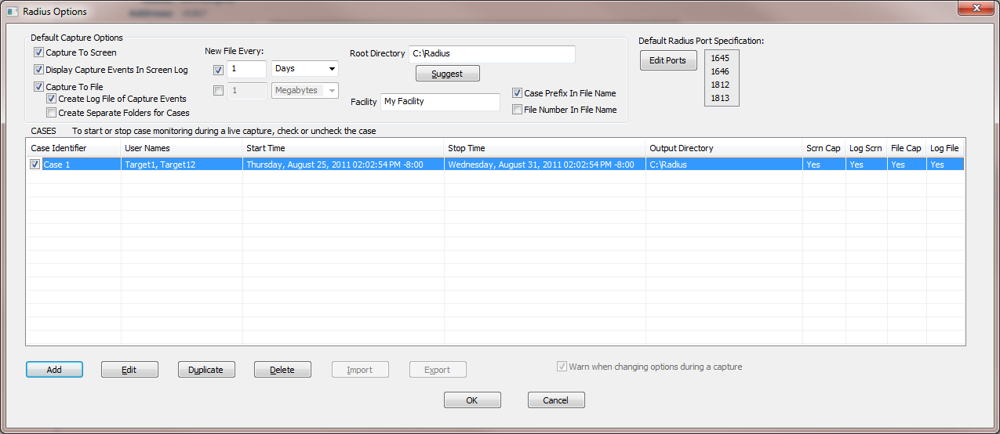 Radius Options
Default Capture Options
Capture To Screen
Display Capture Events In Screen Log
Capture To File
Create Log File of Capture Events
Create Separate Folders for Cases
New File Every:
1 Days
1 Megabytes
Root Directory C:\Radius
Suggest
Facility My Facility
Case Prefix In File Name
File Number In File Name
Default Radius Port Specification:
Edit Ports
1645
1646
1812
1813
CASES To start or stop case monitoring during a live capture, check or uncheck the case
Case Identifier User Names Start Time Stop Time Output Directory Scrn Cap Log Scrn File Cap Log File
Case 1 Target1, Target12 Thursday, August 25, 2011 02:02:54 PM -8:00 Wednesday, August 31, 2011 02:02:54 PM -8:00 C:\Radius Yes Yes Yes Yes
Add Edit Duplicate Delete Import Export Warn when changing options during a capture
OK Cancel